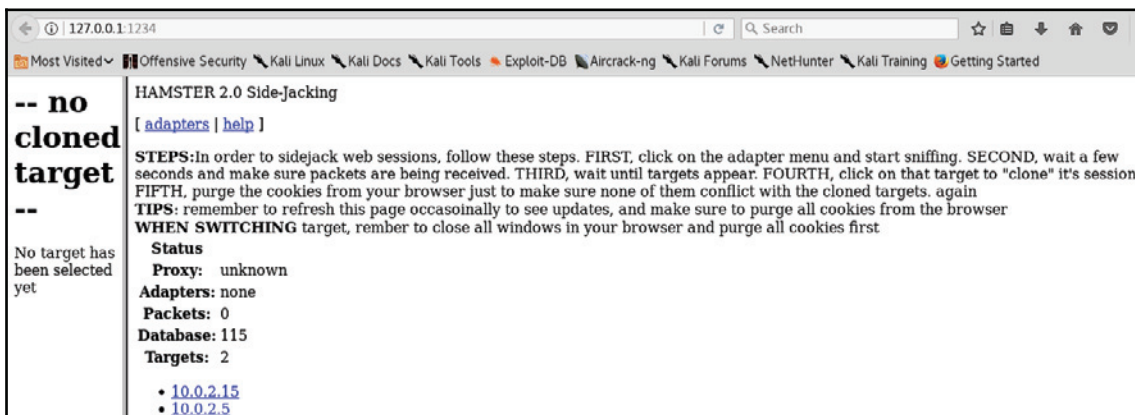 127.0.0.1:1234
Search
Most Visited
Offensive Security
Kali Linux
Kali Docs
Kali Tools
Exploit-DB
Aircrack-ng
Kali Forums
NetHunter
Kali Training
Getting Started
-- no
cloned
target
--
No target has
been selected
yet
HAMSTER 2.0 Side-Jacking
[ adapters | help ]
STEPS:In order to sidejack web sessions, follow these steps. FIRST, click on the adapter menu and start sniffing. SECOND, wait a few
seconds and make sure packets are being received. THIRD, wait until targets appear. FOURTH, click on that target to "clone" it's session
FIFTH, purge the cookies from your browser just to make sure none of them conflict with the cloned targets. again
TIPS: remember to refresh this page occasoinally to see updates, and make sure to purge all cookies from the browser
WHEN SWITCHING target, rember to close all windows in your browser and purge all cookies first
Status
Proxy: unknown
Adapters: none
Packets: 0
Database: 115
Targets: 2
• 10.0.2.15
• 10.0.2.5